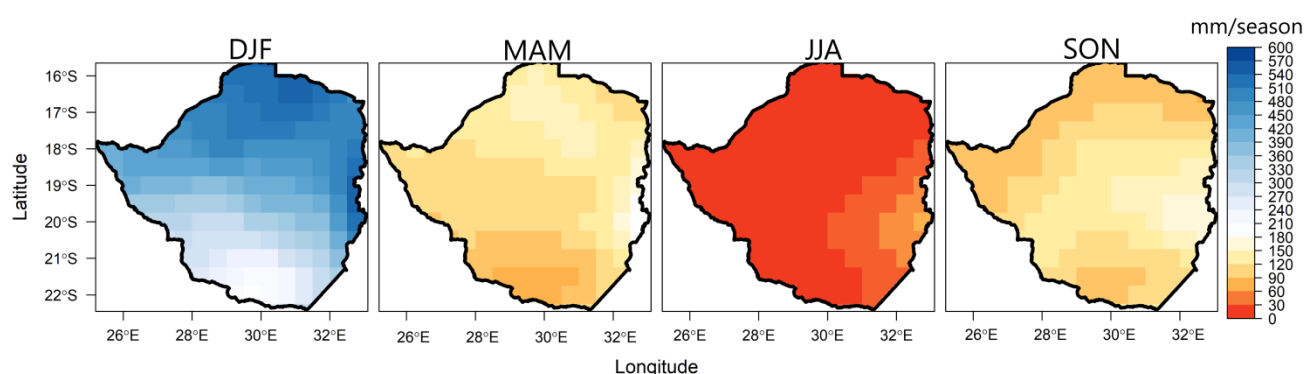 DJF MAM JJA SON mm/season
600
570
540
510
480
450
420
390
360
330
300
270
240
210
180
150
120
90
60
30
0
16°S
17°S
18°S
19°S
20°S
21°S
22°S
Latitude
26°E 28°E 30°E 32°E 26°E 28°E 30°E 32°E 26°E 28°E 30°E 32°E 26°E 28°E 30°E 32°E
Longitude